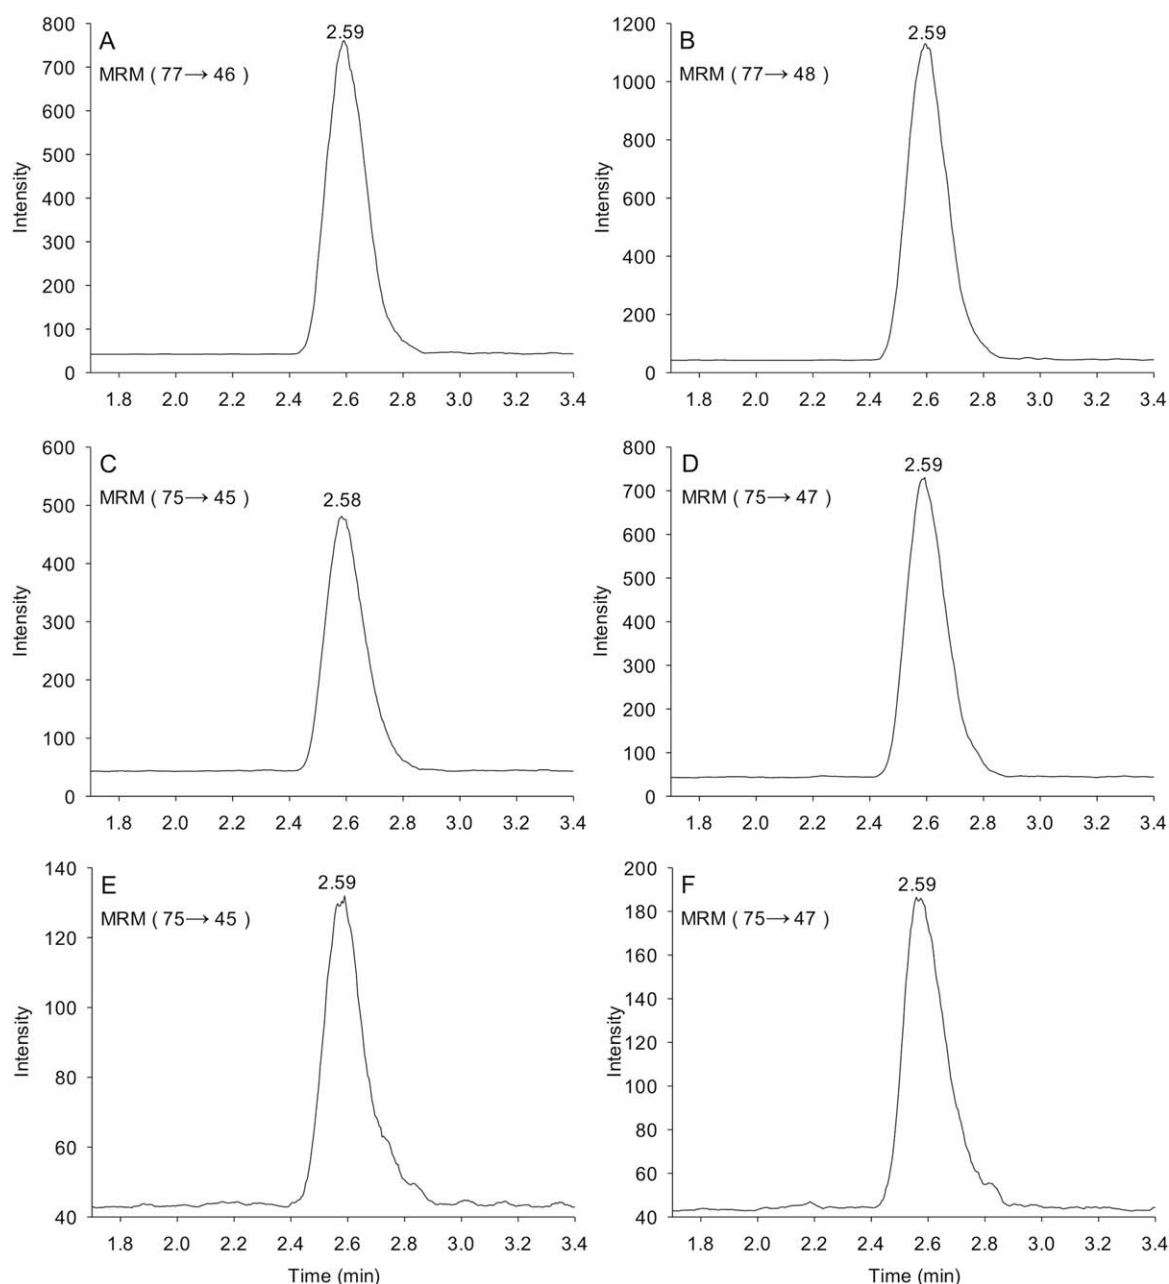 A
MRM ( 77→ 46 )
2.59
Intensity
800
700
600
500
400
300
200
100
0
1.8 2.0 2.2 2.4 2.6 2.8 3.0 3.2 3.4
B
MRM ( 77→ 48 )
2.59
Intensity
1200
1000
800
600
400
200
0
1.8 2.0 2.2 2.4 2.6 2.8 3.0 3.2 3.4
C
MRM ( 75→ 45 )
2.58
Intensity
600
500
400
300
200
100
0
1.8 2.0 2.2 2.4 2.6 2.8 3.0 3.2 3.4
D
MRM ( 75→ 47 )
2.59
Intensity
800
700
600
500
400
300
200
100
0
1.8 2.0 2.2 2.4 2.6 2.8 3.0 3.2 3.4
E
MRM ( 75→ 45 )
2.59
Intensity
140
120
100
80
60
40
1.8 2.0 2.2 2.4 2.6 2.8 3.0 3.2 3.4
Time (min)
F
MRM ( 75→ 47 )
2.59
Intensity
200
180
160
140
120
100
80
60
40
1.8 2.0 2.2 2.4 2.6 2.8 3.0 3.2 3.4
Time (min)